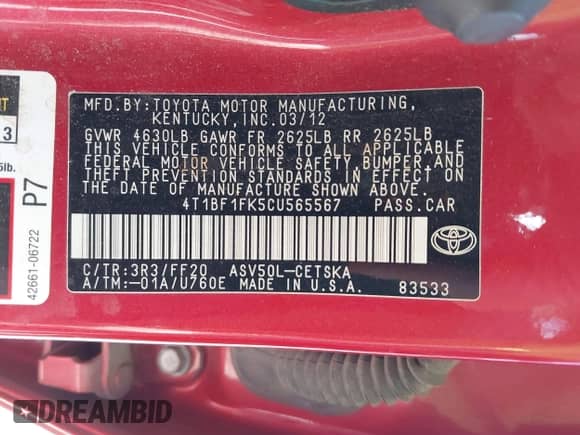 MFD.BY:TOYOTA MOTOR MANUFACTURING,
KENTUCKY,INC.03/12
GVWR 4630LB GAWR FR 2625LB RR 2625LB
THIS VEHICLE CONFORMS TO ALL APPLICABLE
FEDERAL MOTOR VEHICLE SAFETY, BUMPER, AND
THEFT PREVENTION STANDARDS IN EFFECT ON
THE DATE OF MANUFACTURE SHOWN ABOVE.
4T1BF1FK5CU565567 PASS.CAR
C/TR:3R3/FF20 ASV50L-CETSKA
A/TM:-01A/U760E MADE IN U.S.A. 83533
TOYOTA
3
lb.
P7
42661-06722
DREAMBID